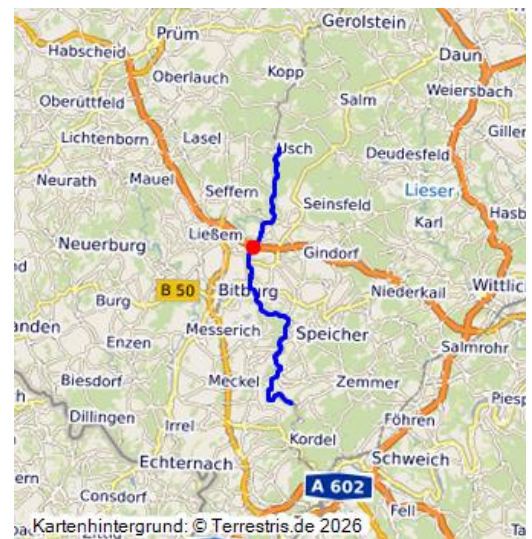 Gerolstein
Prüm
Habscheid
Daun
Kopp
Oberlauch
Weiersbach
Oberüttfeld
Salm
Giller
Lichtenborn
Lasel
Usch
Deudesfeld
Neurath
Mauel
Seffern
Lieser
Seinsfeld
Hasb
Karl
Ließem
Neuerburg
Gindorf
nd
Wittlic
B 50
Bitburg
Niederkail
Burg
anden
Messerich
Speicher
Enzen
Salmrohr
Biesdorf
Meckel
Zemmer
Piesp
Dillingen
Irrel
Föhren
Kordel
Echternach
Schweich
A 602
Consdorf
Fell
Kartenhintergrund: © Terrestris.de 2026